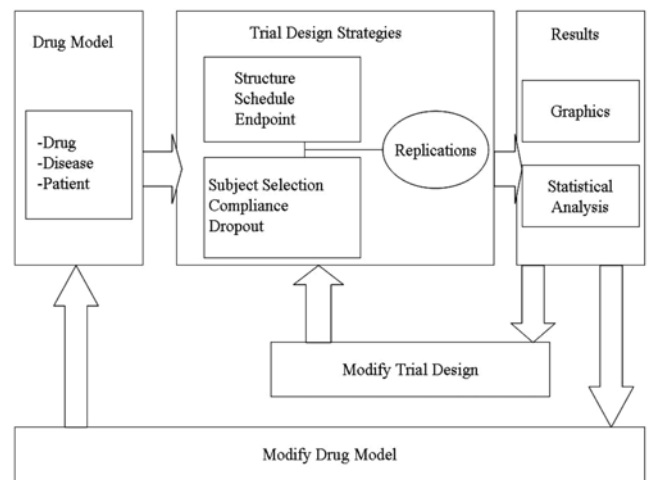 Drug Model
-Drug
-Disease
-Patient
Trial Design Strategies
Structure
Schedule
Endpoint
Subject Selection
Compliance
Dropout
Replications
Results
Graphics
Statistical
Analysis
Modify Trial Design
Modify Drug Model